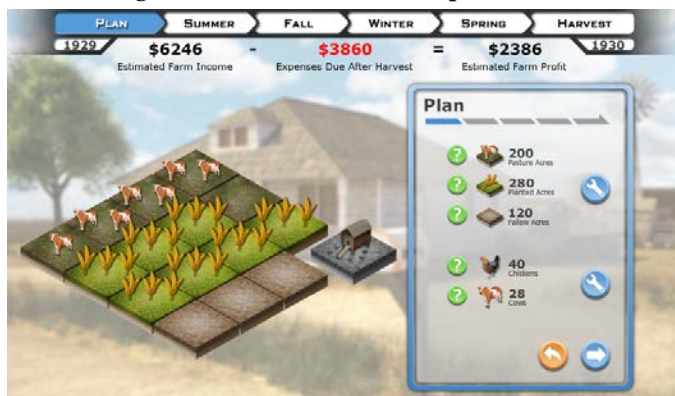 PLAN SUMMER FALL WINTER SPRING HARVEST
1929 $6246 - $3860 = $2386 1930
Estimated Farm Income Expenses Due After Harvest Estimated Farm Profit
Plan
? 200
Pasture Acres
? 280
Planted Acres
? 120
Fallow Acres
? 40
Chickens
? 28
Cows